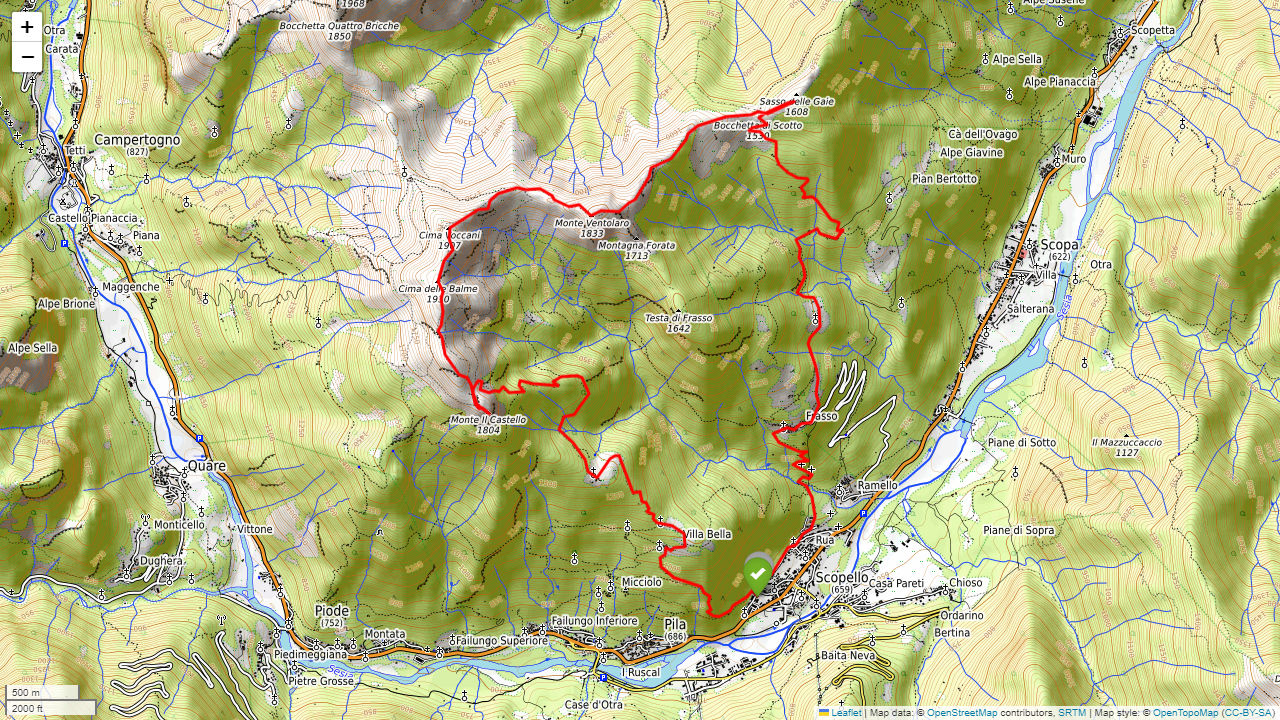 1968
Bocchetta Quattro Bricche
1850
Alpe Susene
Otra
Carata
+
−
Scopetta
Alpe Sella
Alpe Pianaccia
Sasso delle Gaie
1608
Bocchetta di Scotto
1550
Campertogno
(827)
Tetti
Cà dell'Ovago
Alpe Giavine
Muro
Pian Bertotto
Castello Pianaccia
Piana
Cima Voccani
1907
Monte Ventolaro
1833
Montagna Forata
1713
Scopa
(622)
Villa
Otra
Maggenche
Alpe Brione
Cima delle Balme
1930
Salterana
Sesia
Testa di Frasso
1642
Alpe Sella
Monte Il Castello
1804
Frasso
Piane di Sotto
Il Mazzuccaccio
1127
Quare
Ramello
Monticello
Vittone
Villa Bella
Rua
Piane di Sopra
Dughera
Micciolo
Scopello
(659)
Casa Pareti
Chioso
Piode
(752)
Montata
Failungo Superiore
Failungo Inferiore
Pila
(686)
Ordarino
Bertina
Piedimeggiana
Sesia
Pietre Grosse
I Ruscal
Baita Neva
Case d'Otra
500 m
2000 ft
Leaflet | Map data: © OpenStreetMap contributors, SRTM | Map style: © OpenTopoMap (CC-BY-SA)